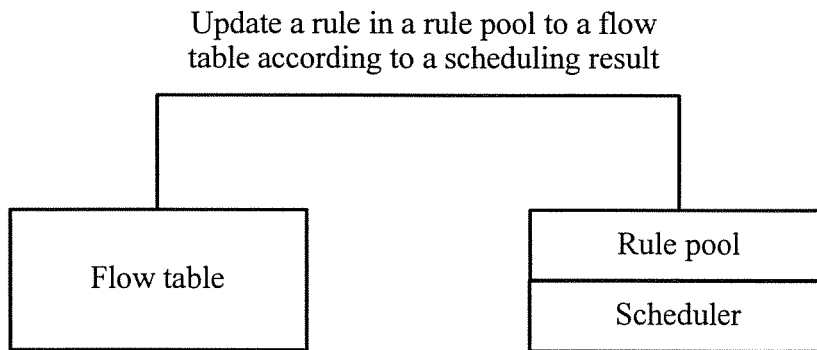 Update a rule in a rule pool to a flow
table according to a scheduling result
Flow table
Rule pool
Scheduler